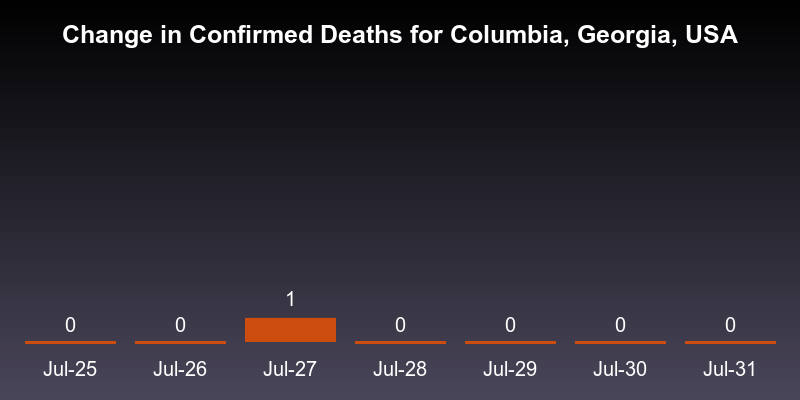 Change in Confirmed Deaths for Columbia, Georgia, USA
0 0 1 0 0 0 0
Jul-25 Jul-26 Jul-27 Jul-28 Jul-29 Jul-30 Jul-31